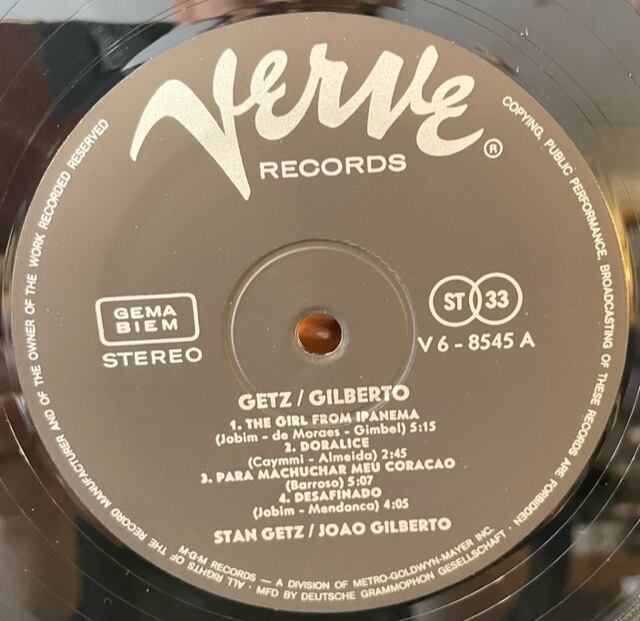 Verve
RECORDS
®
GEMA
BIEM
STEREO
ST 33
V 6 - 8545 A
GETZ / GILBERTO
1. THE GIRL FROM IPANEMA
(Jobim - de Moraes - Gimbel) 5:15
2. DORALICE
(Caymmi - Almeida) 2:45
3. PARA MACHUCHAR MEU CORACAO
(Barroso) 5:07
4. DESAFINADO
(Jobim - Mendonca) 4:05
STAN GETZ / JOAO GILBERTO
M-G-M RECORDS — A DIVISION OF METRO-GOLDWYN-MAYER INC.
ALL RIGHTS OF THE RECORD MANUFACTURER AND OF THE OWNER OF THE WORK RECORDED RESERVED
COPYING, PUBLIC PERFORMANCE, BROADCASTING OF THESE RECORDS ARE FORBIDDEN
· MFD BY DEUTSCHE GRAMMOPHON GESELLSCHAFT ·